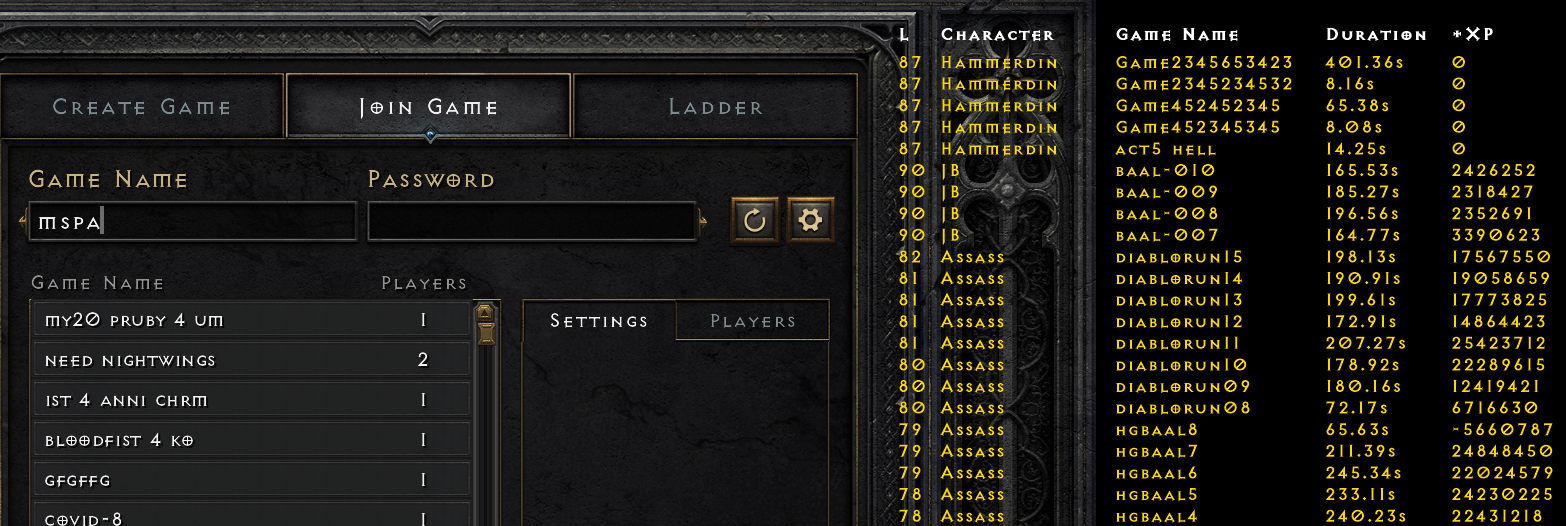 Create Game
Join Game
Ladder
Game Name
Password
mspa
Game Name
Players
my20 pruby 4 um
1
need nightwings
2
ist 4 anni chrm
1
bloodfist 4 ko
1
gfgffg
1
covid-8
1
Settings
Players
L Character Game Name Duration +XP
87 Hammerdin Game2345653423 401.36s 0
87 Hammerdin Game2345234532 8.16s 0
87 Hammerdin Game452452345 65.38s 0
87 Hammerdin Game452345345 8.08s 0
87 Hammerdin act5 hell 14.25s 0
90 JB baal-010 165.53s 2426252
90 JB baal-009 185.27s 2318427
90 JB baal-008 196.56s 2352691
90 JB baal-007 164.77s 3390623
82 Assass diablorun15 198.13s 17567550
81 Assass diablorun14 190.91s 19058659
81 Assass diablorun13 199.61s 17773825
81 Assass diablorun12 172.91s 14864423
81 Assass diablorun11 207.27s 25423712
80 Assass diablorun10 178.92s 22289615
80 Assass diablorun09 180.16s 12419421
80 Assass diablorun08 72.17s 6716630
79 Assass hgbaal8 65.63s -5660787
79 Assass hgbaal7 211.39s 24848450
79 Assass hgbaal6 245.34s 22024579
78 Assass hgbaal5 233.11s 24230225
78 Assass hgbaal4 240.23s 22431218